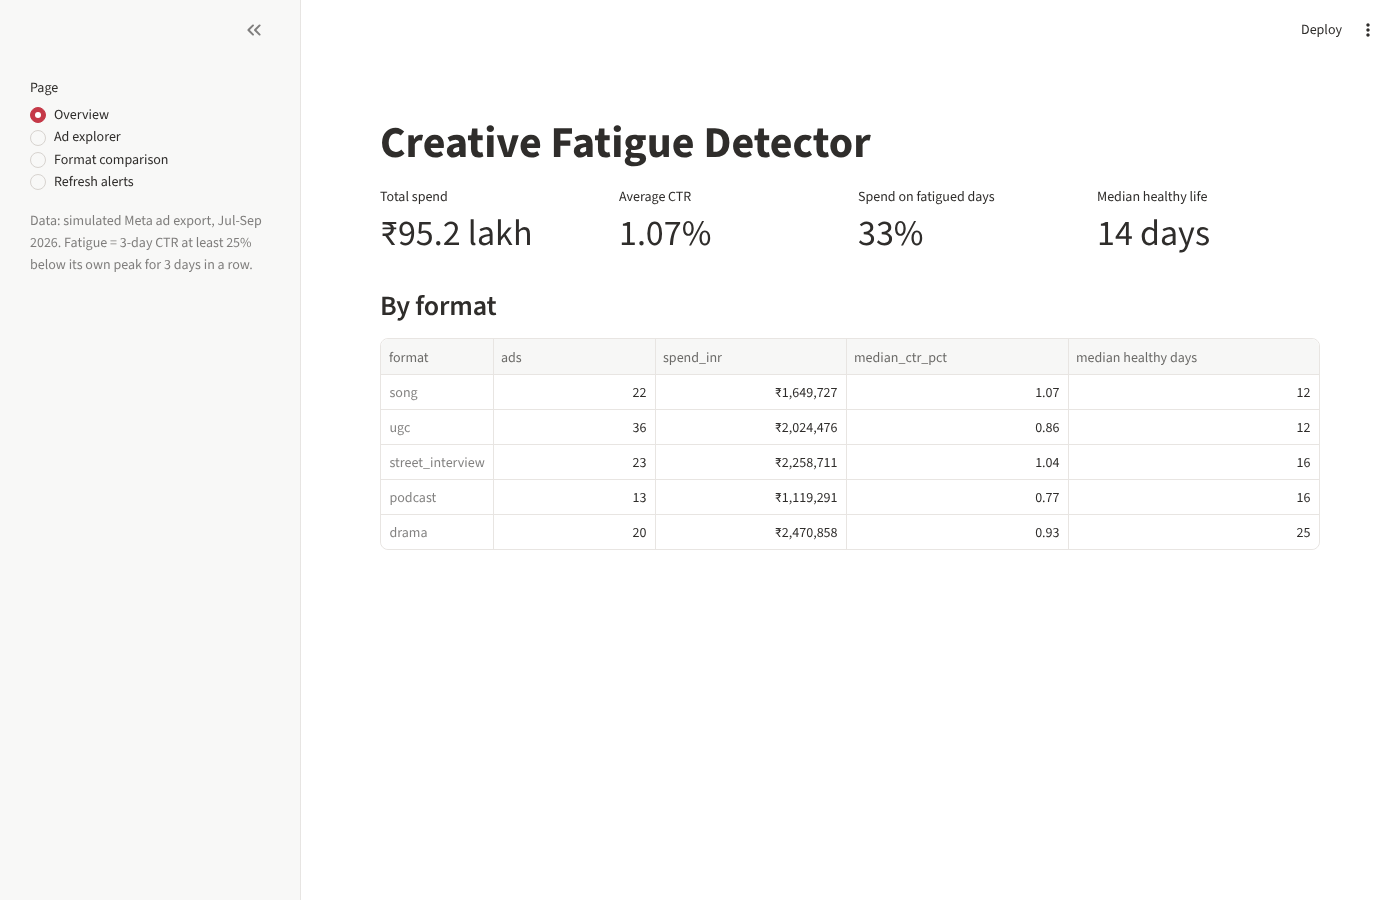 Deploy
Page
Overview
Ad explorer
Format comparison
Refresh alerts
Data: simulated Meta ad export, Jul-Sep
2026. Fatigue = 3-day CTR at least 25%
below its own peak for 3 days in a row.
Creative Fatigue Detector
Total spend Average CTR Spend on fatigued days Median healthy life
₹95.2 lakh 1.07% 33% 14 days
By format
format ads spend_inr median_ctr_pct median healthy days
song 22 ₹1,649,727 1.07 12
ugc 36 ₹2,024,476 0.86 12
street_interview 23 ₹2,258,711 1.04 16
podcast 13 ₹1,119,291 0.77 16
drama 20 ₹2,470,858 0.93 25